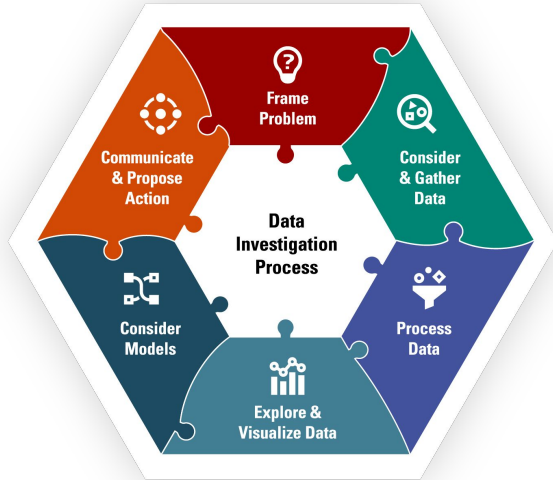 ?
Frame
Problem
Consider
& Gather
Data
Process
Data
Explore &
Visualize Data
Consider
Models
Communicate
& Propose
Action
Data
Investigation
Process